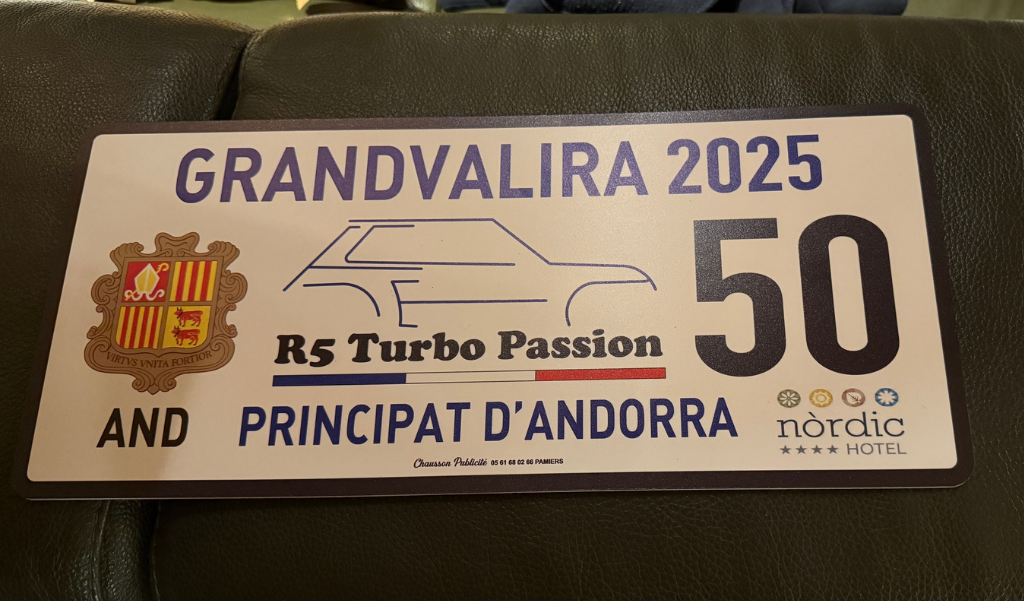 GRANDVALIRA 2025
50
VIRTVS VNITA FORTIOR
R5 Turbo Passion
AND
PRINCIPAT D'ANDORRA
nòrdic
★★★★ HOTEL
Chausson Publicité 05 61 68 02 66 PAMIERS